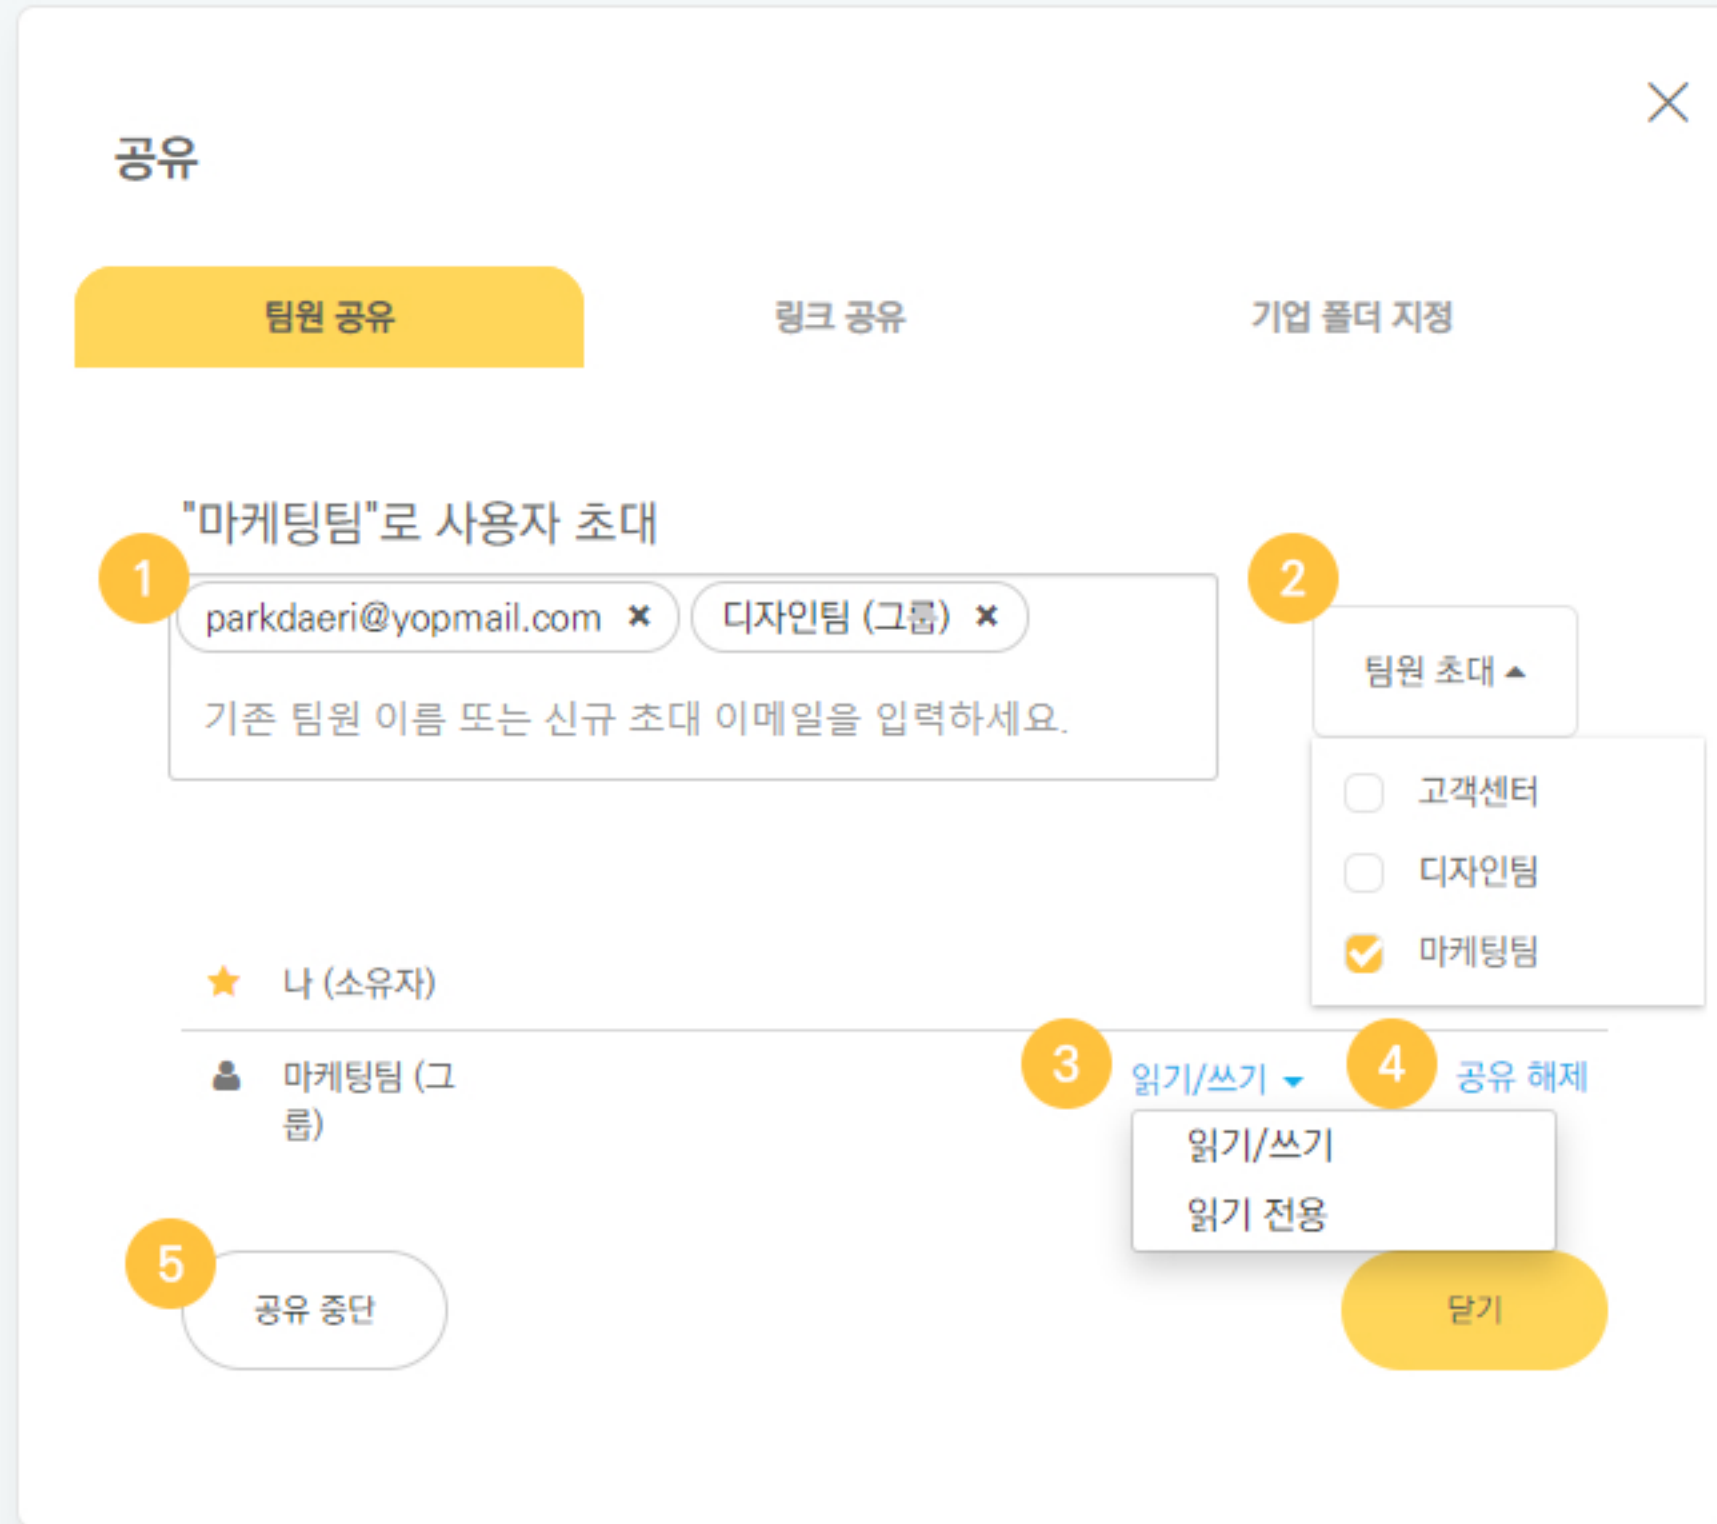 공유
팀원 공유
링크 공유
기업 폴더 지정
"마케팅팀"로 사용자 초대
1
parkdaeri@yopmail.com ×
디자인팀 (그룹) ×
기존 팀원 이름 또는 신규 초대 이메일을 입력하세요.
2
팀원 초대
고객센터
디자인팀
마케팅팀
나 (소유자)
마케팅팀 (그
룹)
3
읽기/쓰기
4
공유 해제
읽기/쓰기
읽기 전용
5
공유 중단
닫기